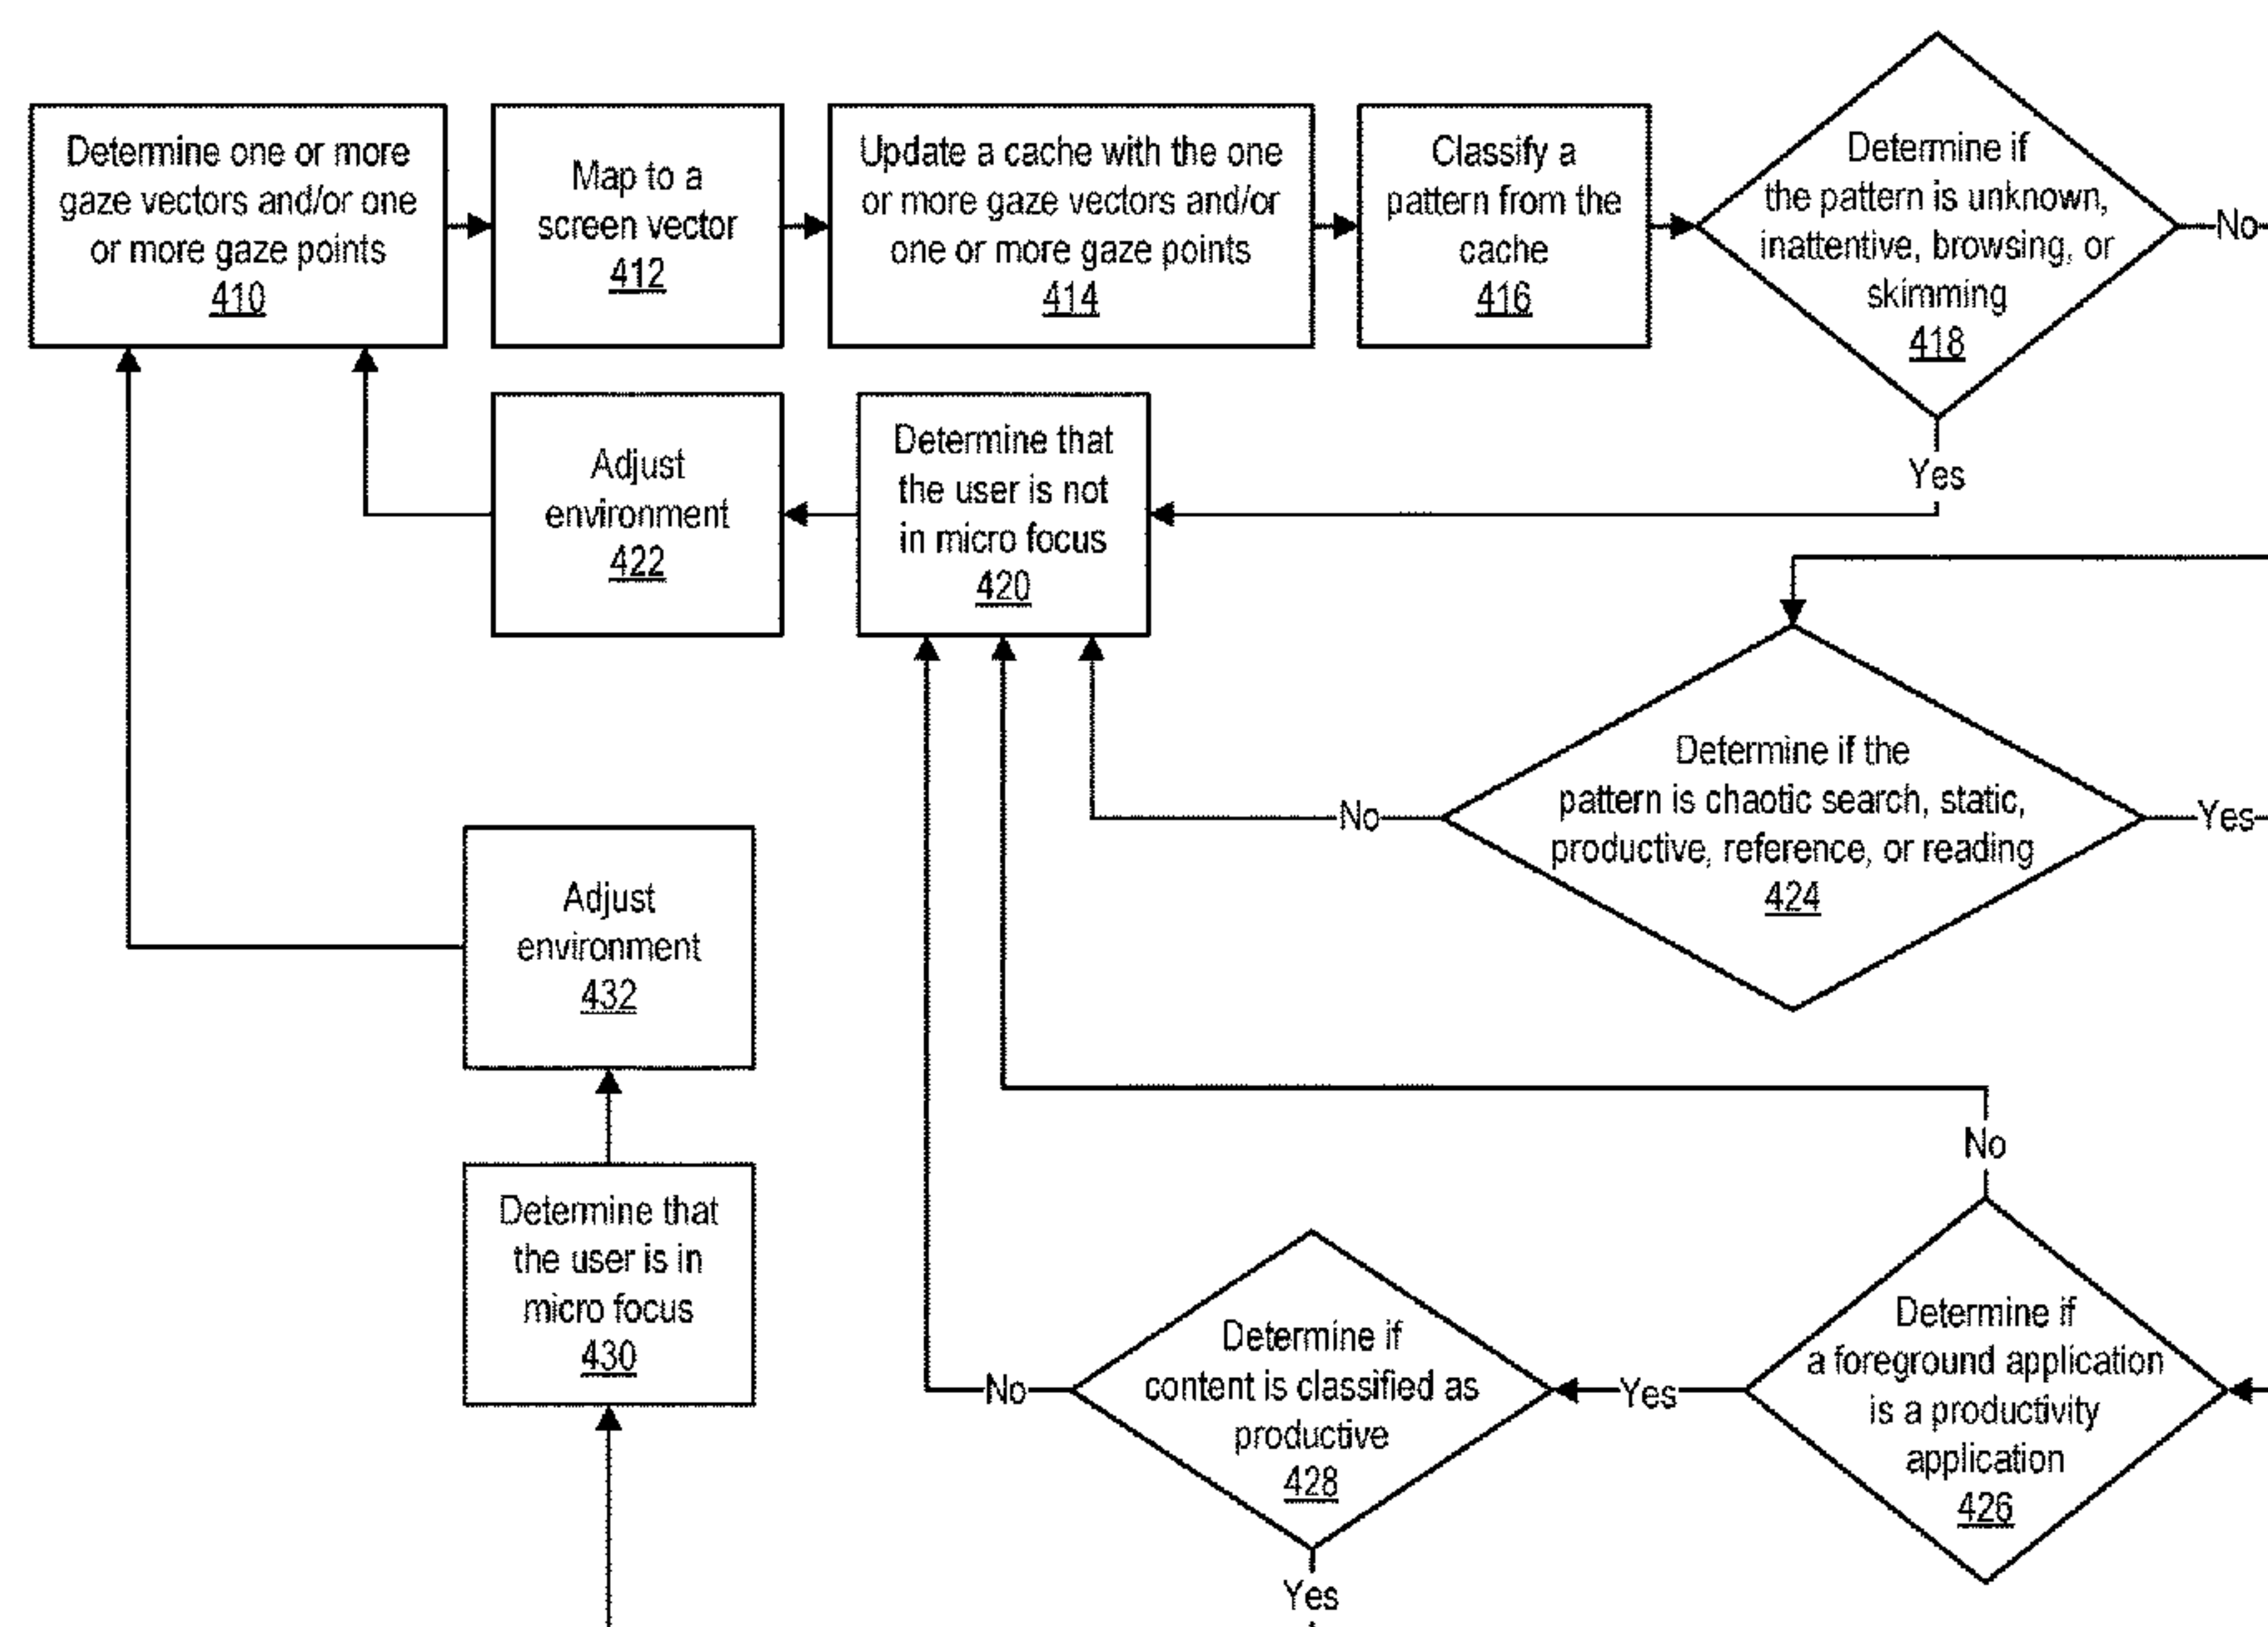 Determine one or more
gaze vectors and/or one
or more gaze points
410
Map to a
screen vector
412
Update a cache with the one
or more gaze vectors and/or
one or more gaze points
414
Classify a
pattern from the
cache
416
Determine if
the pattern is unknown,
inattentive, browsing, or
skimming
418
No
Yes
Adjust
environment
422
Determine that
the user is not
in micro focus
420
Determine if the
pattern is chaotic search, static,
productive, reference, or reading
424
No
Yes
Adjust
environment
432
Determine that
the user is in
micro focus
430
No
Determine if
content is classified as
productive
428
No
Yes
Determine if
a foreground application
is a productivity
application
426
Yes